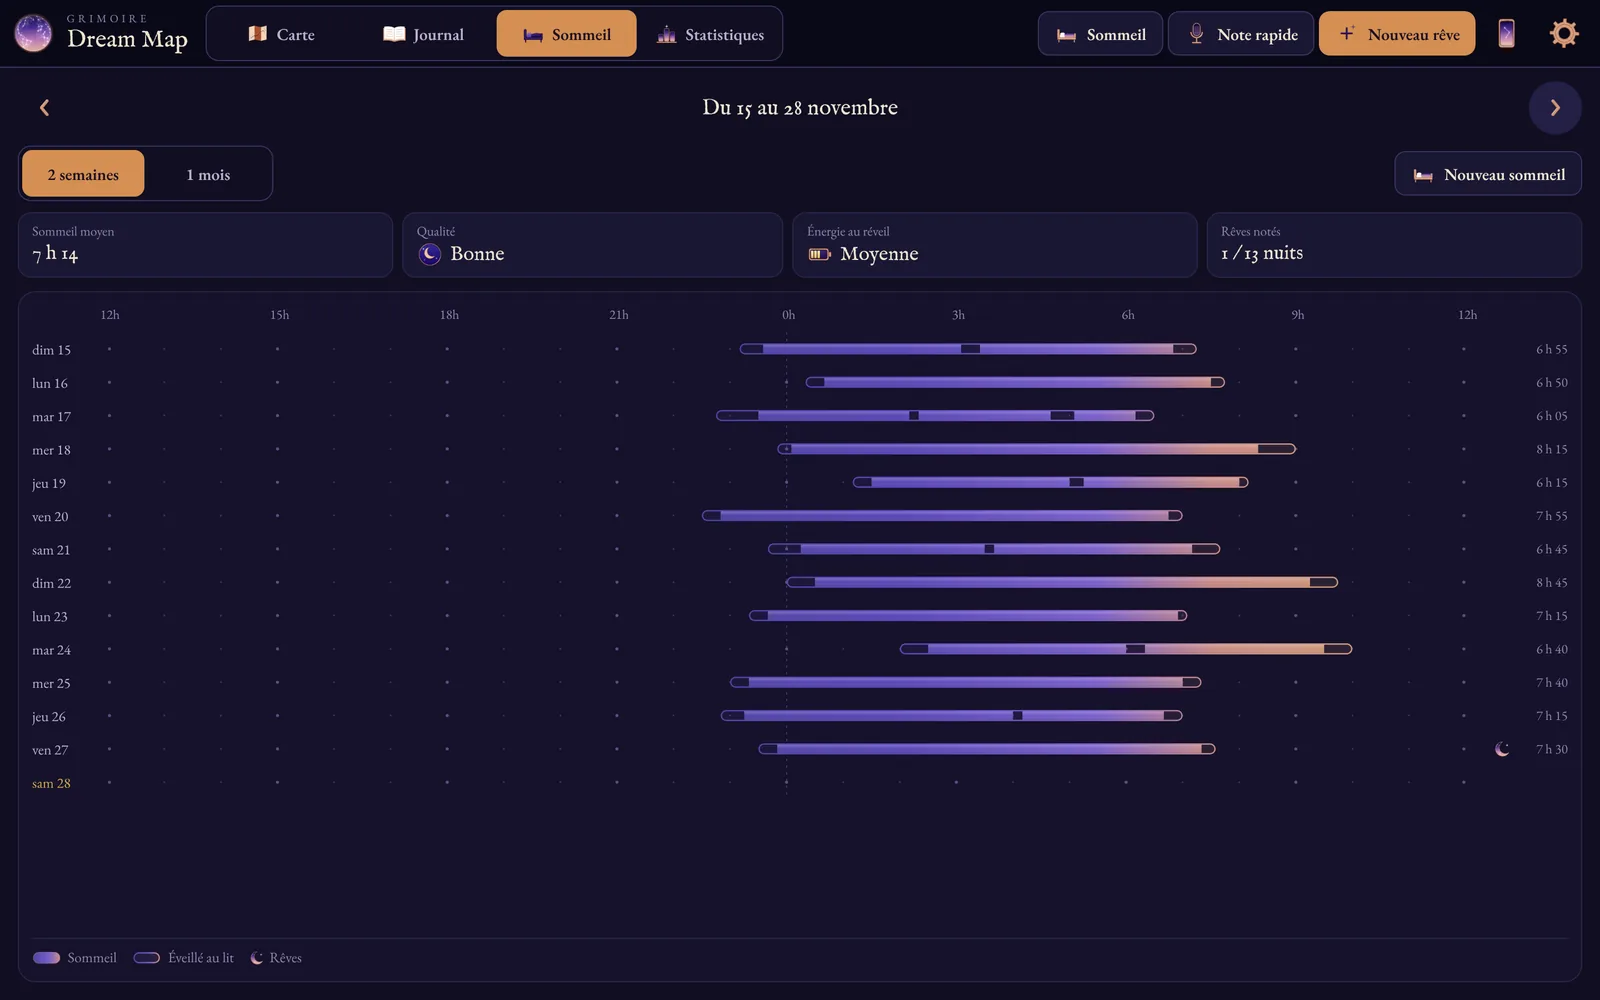 GRIMOIRE
Dream Map
Carte
Journal
Sommeil
Statistiques
Sommeil
Note rapide
Nouveau rêve
Du 15 au 28 novembre
2 semaines
1 mois
Nouveau sommeil
Sommeil moyen
7 h 14
Qualité
Bonne
Énergie au réveil
Moyenne
Rêves notés
1 / 13 nuits
12h 15h 18h 21h 0h 3h 6h 9h 12h
dim 15 6 h 55
lun 16 6 h 50
mar 17 6 h 05
mer 18 8 h 15
jeu 19 6 h 15
ven 20 7 h 55
sam 21 6 h 45
dim 22 8 h 45
lun 23 7 h 15
mar 24 6 h 40
mer 25 7 h 40
jeu 26 7 h 15
ven 27 7 h 30
sam 28
Sommeil
Éveillé au lit
Rêves